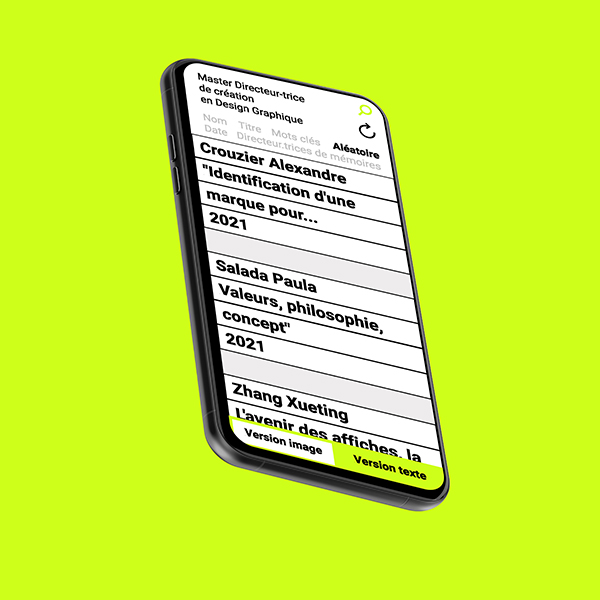 Master Directeur-trice
de création
en Design Graphique
Nom Titre Mots clés Aléatoire
Date Directeur.trices de mémoires
Crouzier Alexandre
"Identification d'une
marque pour...
2021
Salada Paula
Valeurs, philosophie,
concept"
2021
Zhang Xueting
L'avenir des affiches, la
Version image
Version texte